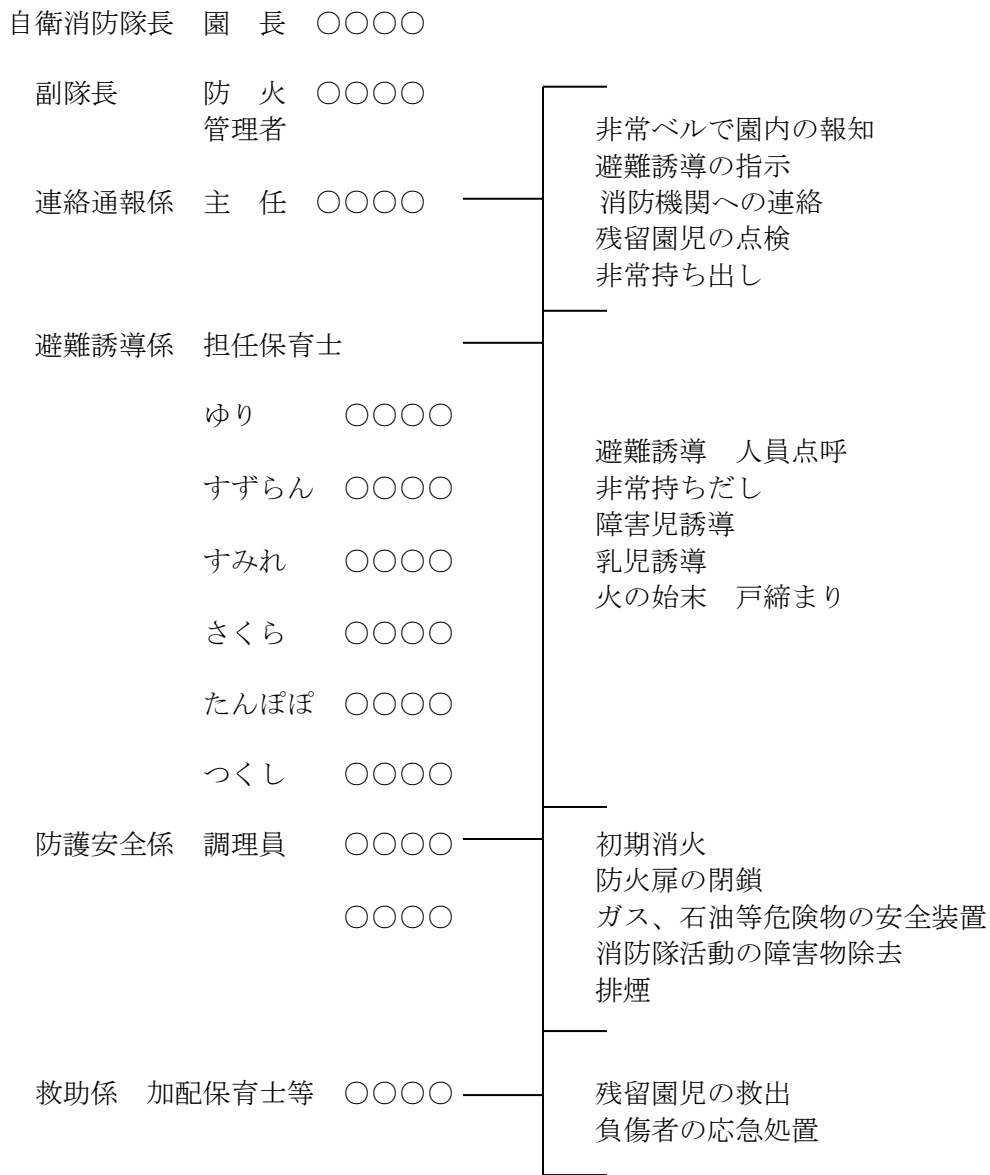 自衛消防隊長　園　長　○○○○
副隊長　防　火　○○○○
管理者
非常ベルで園内の報知
避難誘導の指示
連絡通報係　主　任　○○○○
消防機関への連絡
残留園児の点検
非常持ち出し
避難誘導係　担任保育士
ゆり　○○○○
すずらん　○○○○
すみれ　○○○○
さくら　○○○○
たんぽぽ　○○○○
つくし　○○○○
避難誘導　人員点呼
非常持ちだし
障害児誘導
乳児誘導
火の始末　戸締まり
防護安全係　調理員　○○○○
○○○○
初期消火
防火扉の閉鎖
ガス、石油等危険物の安全装置
消防隊活動の障害物除去
排煙
救助係　加配保育士等　○○○○
残留園児の救出
負傷者の応急処置